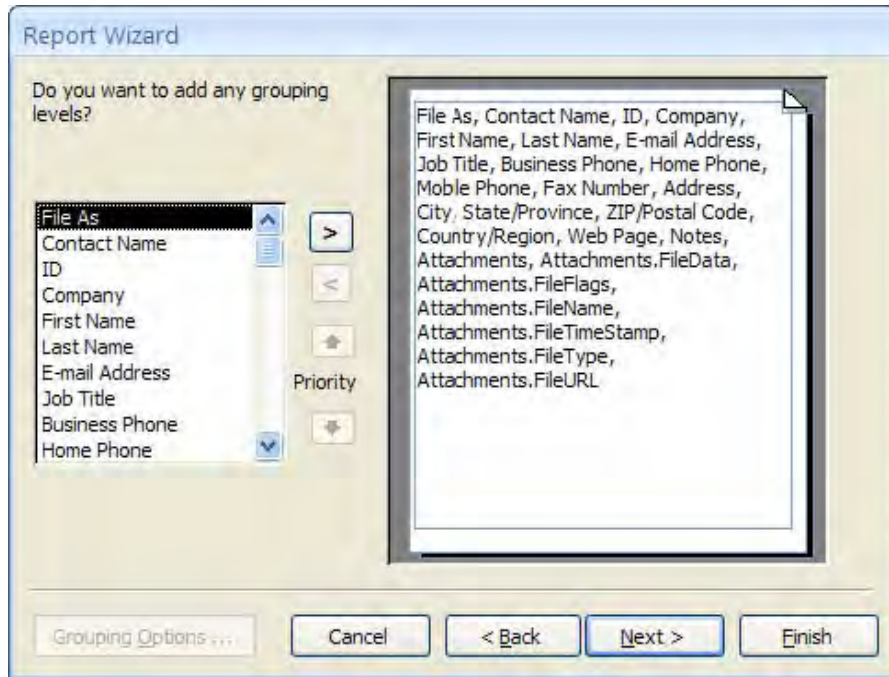 Report Wizard
Do you want to add any grouping
levels?
File As
Contact Name
ID
Company
First Name
Last Name
E-mail Address
Job Title
Business Phone
Home Phone
>
<
Priority
File As, Contact Name, ID, Company,
First Name, Last Name, E-mail Address,
Job Title, Business Phone, Home Phone,
Moble Phone, Fax Number, Address,
City, State/Province, ZIP/Postal Code,
Country/Region, Web Page, Notes,
Attachments, Attachments.FileData,
Attachments.FileFlags,
Attachments.FileName,
Attachments.FileTimeStamp,
Attachments.FileType,
Attachments.FileURL
Grouping Options ...
Cancel
< Back
Next >
Finish